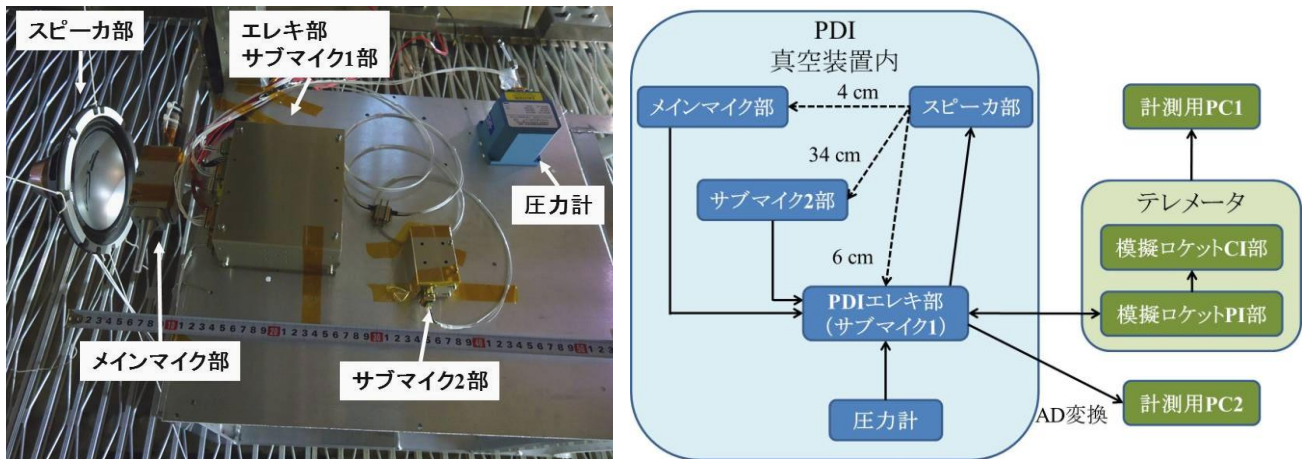 スピーカ部
エレキ部
サブマイク1部
圧力計
メインマイク部
サブマイク2部
PDI
真空装置内
4 cm
メインマイク部
スピーカ部
34 cm
サブマイク2部
6 cm
PDIエレキ部
（サブマイク1）
圧力計
AD変換
計測用PC1
テレメータ
模擬ロケットCI部
模擬ロケットPI部
計測用PC2